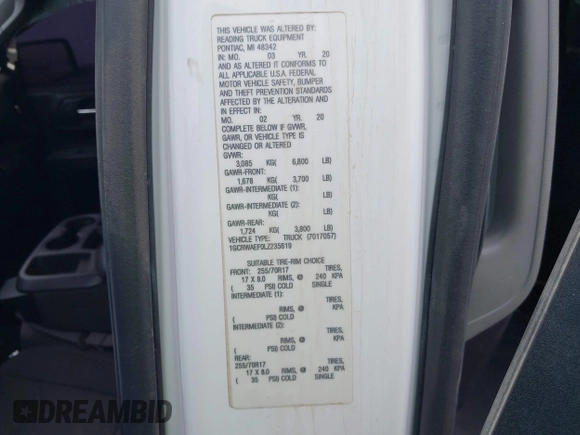 THIS VEHICLE WAS ALTERED BY:
READING TRUCK EQUIPMENT
PONTIAC, MI 48342
IN: MO. 03 YR. 20
AND AS ALTERED IT CONFORMS TO
ALL APPLICABLE U.S.A. FEDERAL
MOTOR VEHICLE SAFETY, BUMPER
AND THEFT PREVENTION STANDARDS
AFFECTED BY THE ALTERATION AND
IN EFFECT IN:
MO. 02 YR. 20
COMPLETE BELOW IF GVWR,
GAWR, OR VEHICLE TYPE IS
CHANGED OR ALTERED
GVWR:
3,085 KG( 6,800 LB)
GAWR-FRONT:
1,678 KG( 3,700 LB)
GAWR-INTERMEDIATE (1):
KG( LB)
GAWR-INTERMEDIATE (2):
KG( LB)
GAWR-REAR:
1,724 KG( 3,800 LB)
VEHICLE TYPE: TRUCK (7017057)
1GCRWAEF0LZ235619
SUITABLE TIRE-RIM CHOICE
FRONT: 255/70R17 TIRES,
17 X 8.0 RIMS, @ 240 KPA
( 35 PSI) COLD SINGLE
INTERMEDIATE (1): TIRES,
RIMS, @ KPA
( PSI) COLD
INTERMEDIATE (2): TIRES,
RIMS, @ KPA
( PSI) COLD
REAR:
255/70R17 TIRES,
17 X 8.0 RIMS, @ 240 KPA
( 35 PSI) COLD SINGLE
DREAMBID